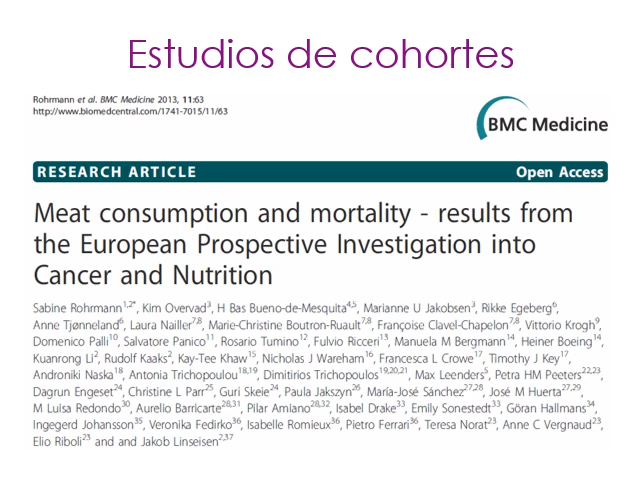 Estudios de cohortes
Rohrmann et al. BMC Medicine 2013, 11:63
http://www.biomedcentral.com/1741-7015/11/63
BMC Medicine
RESEARCH ARTICLE
Open Access
Meat consumption and mortality - results from
the European Prospective Investigation into
Cancer and Nutrition
Sabine Rohrmann1,2*, Kim Overvad3, H Bas Bueno-de-Mesquita4,5, Marianne U Jakobsen3, Rikke Egeberg6,
Anne Tjønneland6, Laura Nailler7,8, Marie-Christine Boutron-Ruault7,8, Françoise Clavel-Chapelon7,8, Vittorio Krogh9,
Domenico Palli10, Salvatore Panico11, Rosario Tumino12, Fulvio Ricceri13, Manuela M Bergmann14, Heiner Boeing14,
Kuanrong Li2, Rudolf Kaaks2, Kay-Tee Khaw15, Nicholas J Wareham16, Francesca L Crowe17, Timothy J Key17,
Androniki Naska18, Antonia Trichopoulou18,19, Dimitirios Trichopoulos19,20,21, Max Leenders5, Petra HM Peeters22,23,
Dagrun Engeset24, Christine L Parr25, Guri Skeie24, Paula Jakszyn26, María-José Sánchez27,28, José M Huerta27,29,
M Luisa Redondo30, Aurelio Barricarte28,31, Pilar Amiano28,32, Isabel Drake33, Emily Sonestedt33, Göran Hallmans34,
Ingegerd Johansson35, Veronika Fedirko36, Isabelle Romieux36, Pietro Ferrari36, Teresa Norat23, Anne C Vergnaud23,
Elio Riboli23 and and Jakob Linseisen2,37